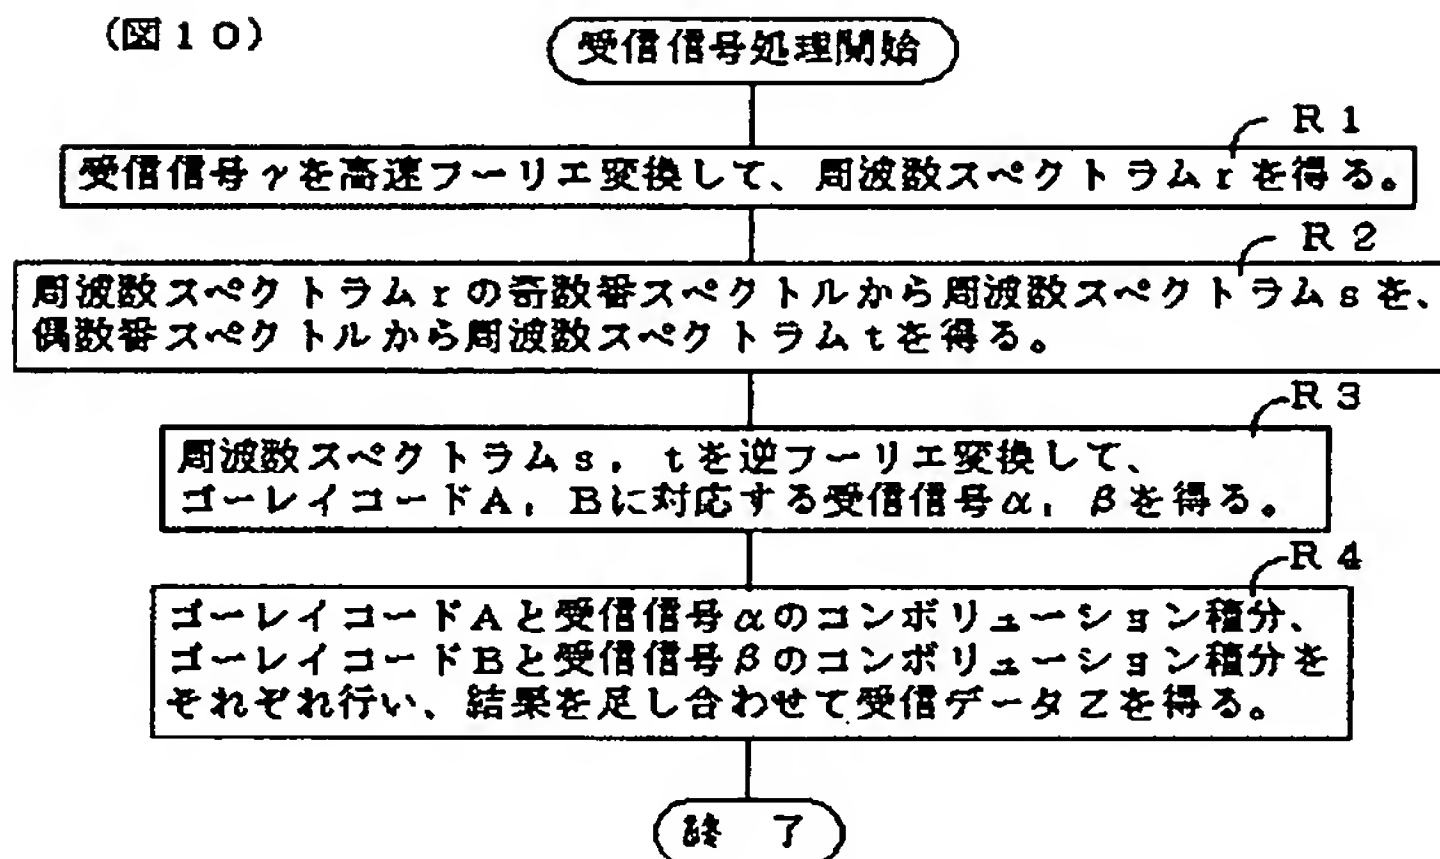 (図10)
受信信号処理開始
R1
受信信号γを高速フーリエ変換して、周波数スペクトラムrを得る。
R2
周波数スペクトラムrの奇数番スペクトルから周波数スペクトラムsを、
偶数番スペクトルから周波数スペクトラムtを得る。
R3
周波数スペクトラムs，tを逆フーリエ変換して、
ゴーレイコードA，Bに対応する受信信号α，βを得る。
R4
ゴーレイコードAと受信信号αのコンボリューション積分、
ゴーレイコードBと受信信号βのコンボリューション積分を
それぞれ行い、結果を足し合わせて受信データZを得る。
終　了